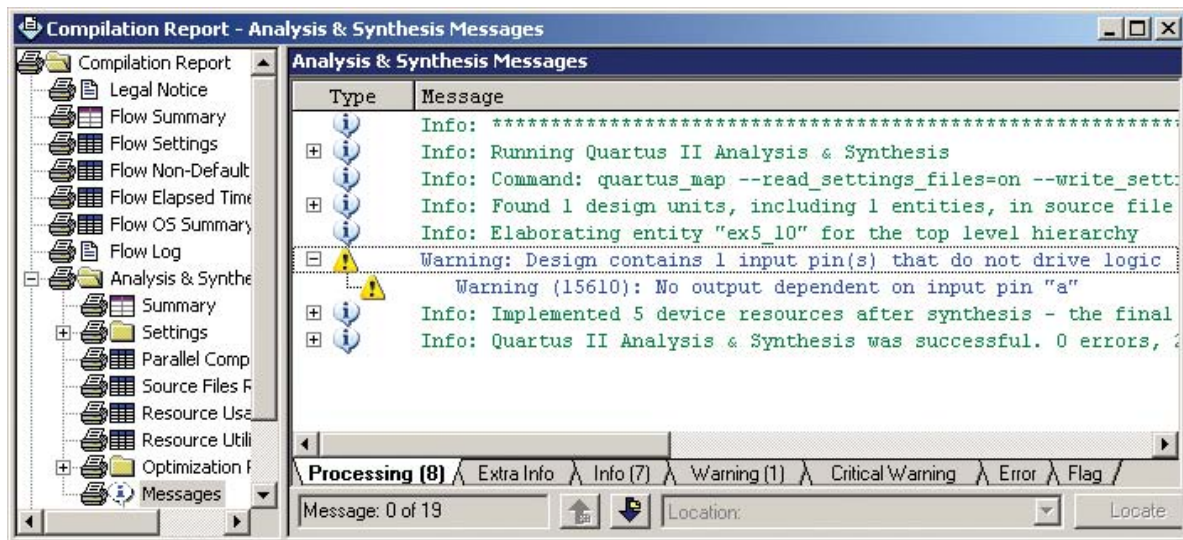 Compilation Report - Analysis & Synthesis Messages
Compilation Report
Legal Notice
Flow Summary
Flow Settings
Flow Non-Default
Flow Elapsed Time
Flow OS Summary
Flow Log
Analysis & Synthe
Summary
Settings
Parallel Comp
Source Files R
Resource Usa
Resource Utili
Optimization F
Messages
Analysis & Synthesis Messages
Type Message
Info: ************************************************************
Info: Running Quartus II Analysis & Synthesis
Info: Command: quartus_map --read_settings_files=on --write_sett
Info: Found 1 design units, including 1 entities, in source file
Info: Elaborating entity "ex5_10" for the top level hierarchy
Warning: Design contains 1 input pin(s) that do not drive logic
Warning (15610): No output dependent on input pin "a"
Info: Implemented 5 device resources after synthesis - the final
Info: Quartus II Analysis & Synthesis was successful. 0 errors, 2
Processing (8) Extra Info Info (7) Warning (1) Critical Warning Error Flag
Message: 0 of 19 Location: Locate